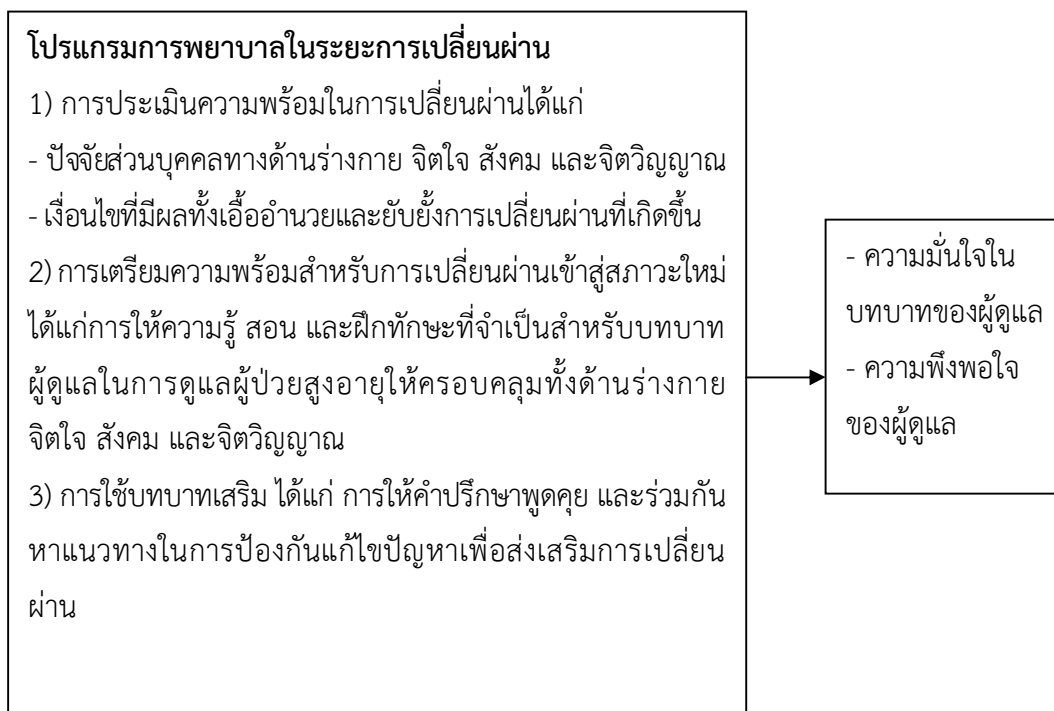 โปรแกรมการพยาบาลในระยะการเปลี่ยนผ่าน
1) การประเมินความพร้อมในการเปลี่ยนผ่านได้แก่
- ปัจจัยส่วนบุคคลทางด้านร่างกาย จิตใจ สังคม และจิตวิญญาณ
- เงื่อนไขที่มีผลทั้งเอื้ออำนวยและยับยั้งการเปลี่ยนผ่านที่เกิดขึ้น
2) การเตรียมความพร้อมสำหรับการเปลี่ยนผ่านเข้าสู่สภาวะใหม่
ได้แก่การให้ความรู้ สอน และฝึกทักษะที่จำเป็นสำหรับบทบาท
ผู้ดูแลในการดูแลผู้ป่วยสูงอายุให้ครอบคลุมทั้งด้านร่างกาย
จิตใจ สังคม และจิตวิญญาณ
3) การใช้บทบาทเสริม ได้แก่ การให้คำปรึกษาพูดคุย และร่วมกัน
หาแนวทางในการป้องกันแก้ไขปัญหาเพื่อส่งเสริมการเปลี่ยน
ผ่าน
- ความมั่นใจใน
บทบาทของผู้ดูแล
- ความพึงพอใจ
ของผู้ดูแล